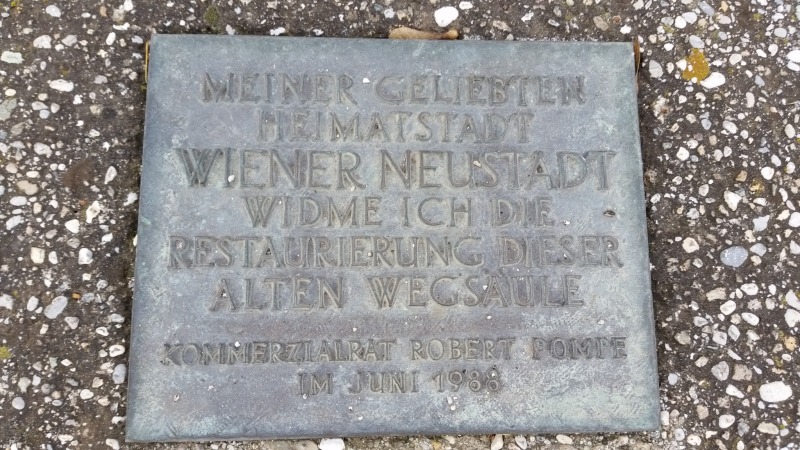 MEINER GELIEBTEN
HEIMATSTADT
WIENER NEUSTADT
WIDME ICH DIE
RESTAURIERUNG DIESER
ALTEN WEGSÄULE
KOMMERZIALRAT ROBERT POMPE
IM JUNI 1988